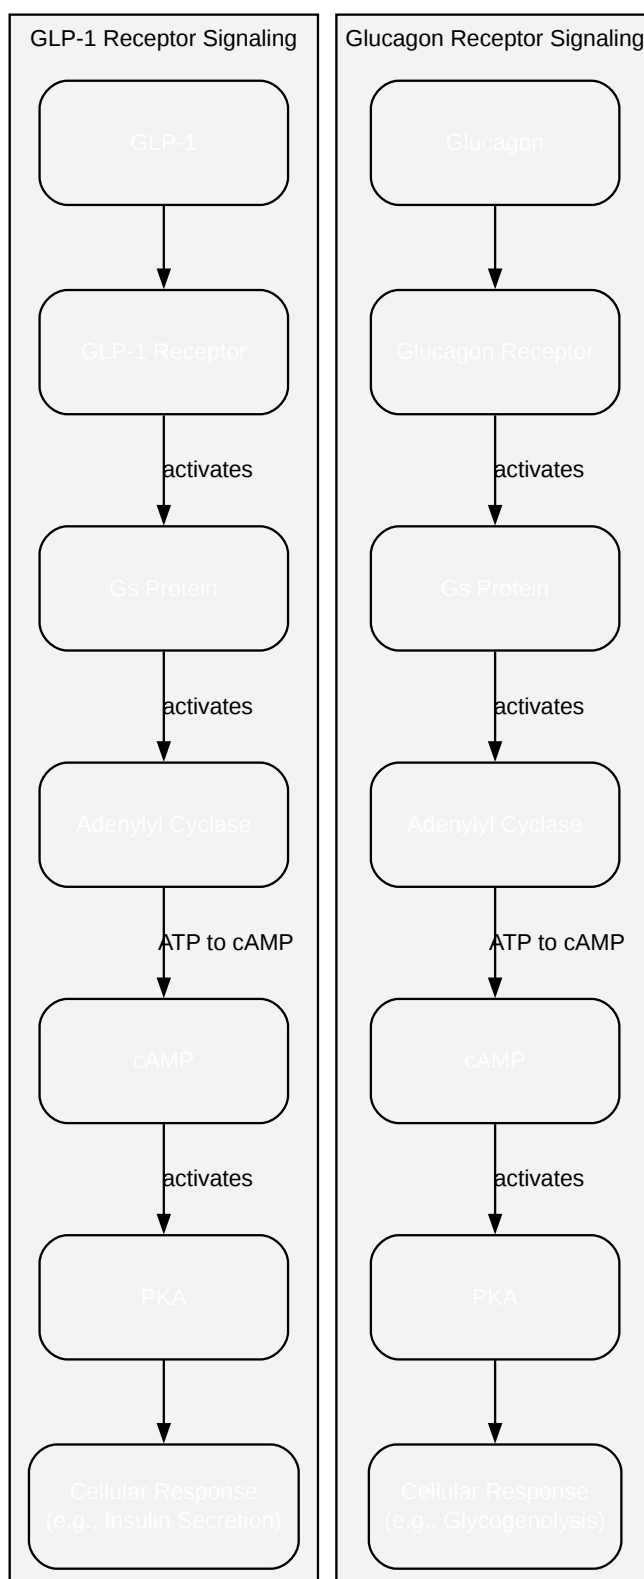 GLP-1 Receptor Signaling
GLP-1
GLP-1 Receptor
activates
Gs Protein
activates
Adenylyl Cyclase
ATP to cAMP
cAMP
activates
PKA
Cellular Response
(e.g., Insulin Secretion)
Glucagon Receptor Signaling
Glucagon
Glucagon Receptor
activates
Gs Protein
activates
Adenylyl Cyclase
ATP to cAMP
cAMP
activates
PKA
Cellular Response
(e.g., Glycogenolysis)